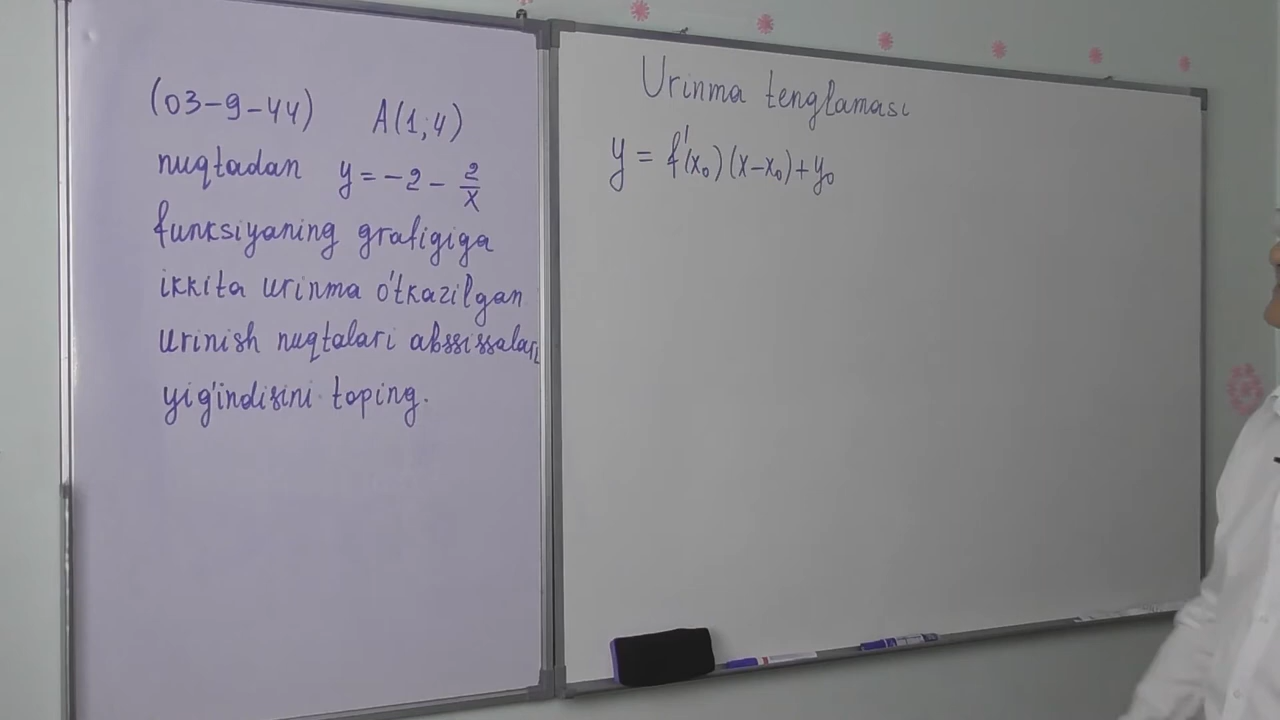 (03-9-44) A(1;4)
nuqtadan y = -2 - 2/x
funksiyaning grafigiga
ikkita urinma o'tkazilgan
urinish nuqtalari abssissalari
yig'indisini toping.
Urinma tenglamasi
y = f'(x₀)(x-x₀)+y₀